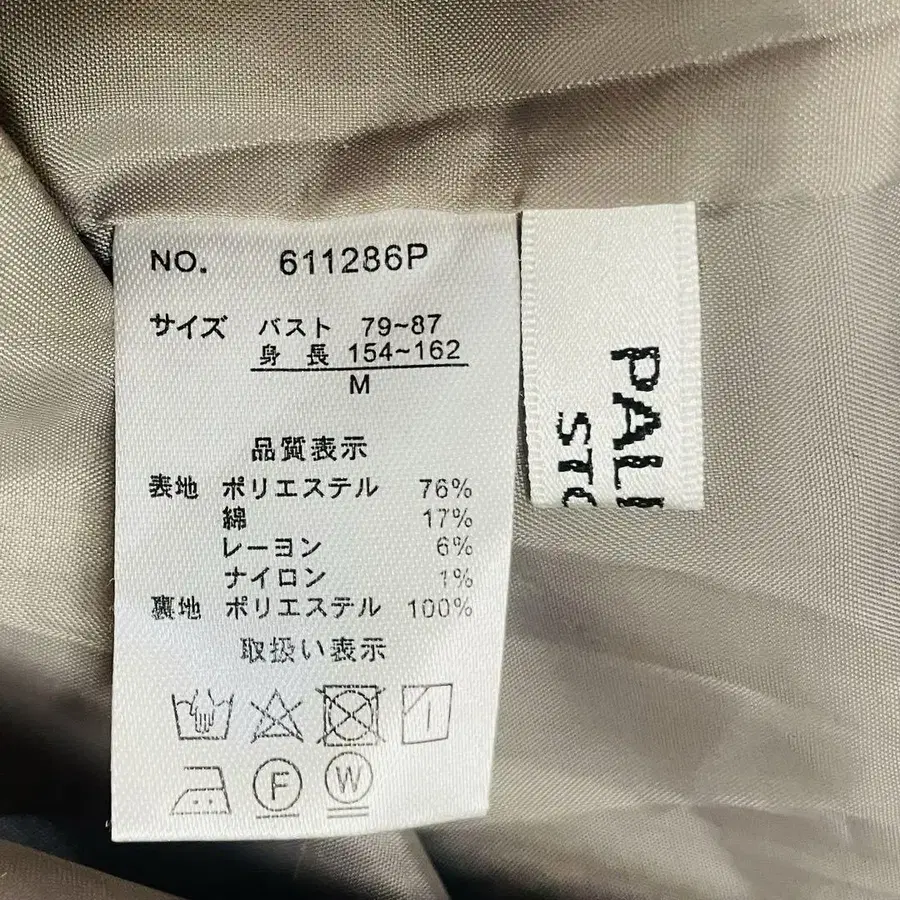 NO. 611286P
サイズ バスト 79~87
身長 154~162
M
品質表示
表地 ポリエステル 76%
綿 17%
レーヨン 6%
ナイロン 1%
裏地 ポリエステル 100%
取扱い表示
F W
PAL
ST